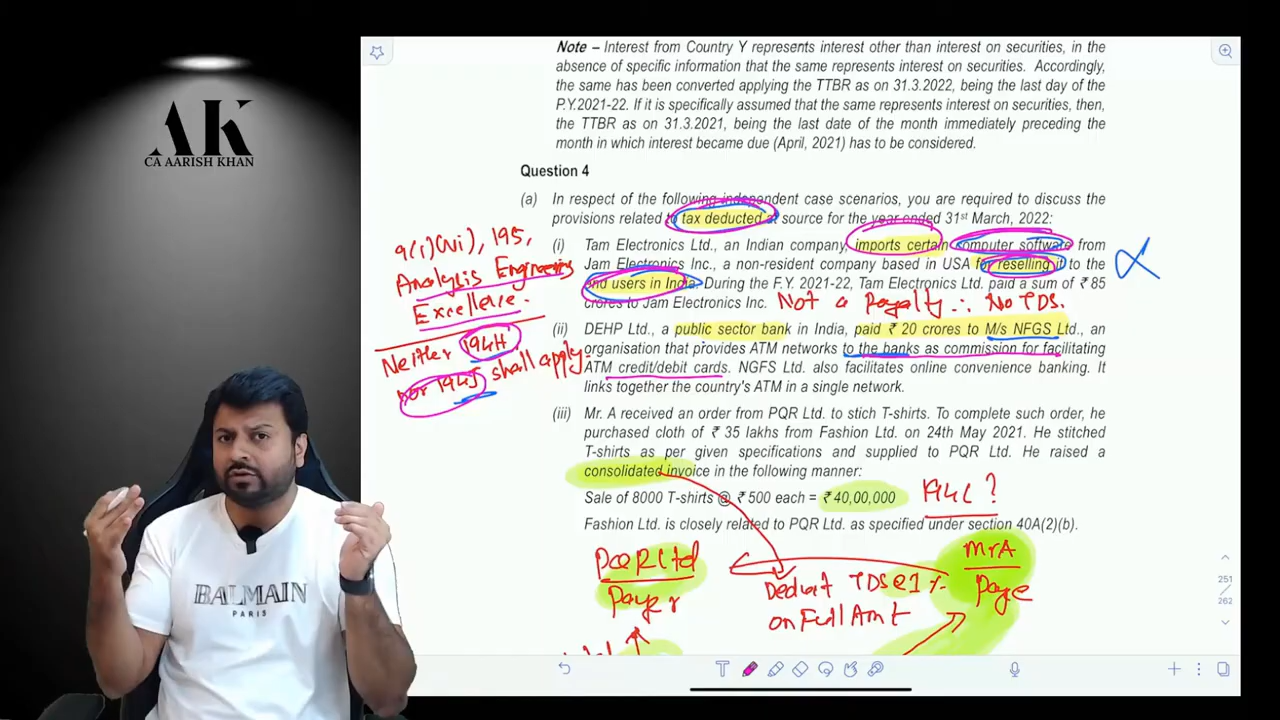 AK
CA AARISH KHAN
BALMAIN
PARIS
Note – Interest from Country Y represents interest other than interest on securities, in the
absence of specific information that the same represents interest on securities. Accordingly,
the same has been converted applying the TTBR as on 31.3.2022, being the last day of the
P.Y.2021-22. If it is specifically assumed that the same represents interest on securities, then,
the TTBR as on 31.3.2021, being the last date of the month immediately preceding the
month in which interest became due (April, 2021) has to be considered.
Question 4
(a) In respect of the following independent case scenarios, you are required to discuss the
provisions related to tax deducted at source for the year ended 31st March, 2022:
(i) Tam Electronics Ltd., an Indian company, imports certain computer software from
Jam Electronics Inc., a non-resident company based in USA for reselling it to the
end users in India. During the F.Y. 2021-22, Tam Electronics Ltd. paid a sum of ₹ 85
crores to Jam Electronics Inc. Not a Royalty ∴ No TDS.
9(1)(vi), 195,
Analysis Engineering
Excellence.
(ii) DEHP Ltd., a public sector bank in India, paid ₹ 20 crores to M/s NFGS Ltd., an
organisation that provides ATM networks to the banks as commission for facilitating
ATM credit/debit cards. NGFS Ltd. also facilitates online convenience banking. It
links together the country's ATM in a single network.
Neither 194H
nor 194J shall apply.
(iii) Mr. A received an order from PQR Ltd. to stich T-shirts. To complete such order, he
purchased cloth of ₹ 35 lakhs from Fashion Ltd. on 24th May 2021. He stitched
T-shirts as per given specifications and supplied to PQR Ltd. He raised a
consolidated invoice in the following manner:
Sale of 8000 T-shirts @ ₹ 500 each = ₹ 40,00,000
194C ?
Fashion Ltd. is closely related to PQR Ltd. as specified under section 40A(2)(b).
PQR Ltd
Payer
Deduct TDS @ 1%
on Full Amt
Mr A
Payee
251
262
T